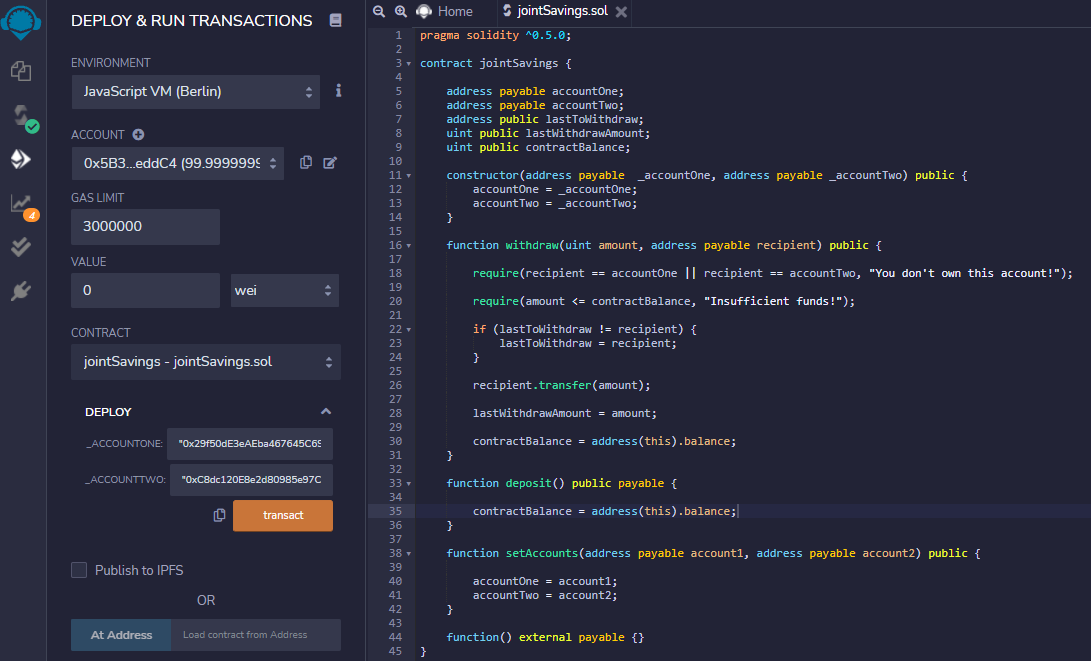 DEPLOY & RUN TRANSACTIONS
ENVIRONMENT
JavaScript VM (Berlin)
ACCOUNT
0x5B3...eddC4 (99.9999999
GAS LIMIT
3000000
VALUE
0 wei
CONTRACT
jointSavings - jointSavings.sol
DEPLOY
_ACCOUNTONE: "0x29f50dE3eAEba467645C69
_ACCOUNTTWO: "0xC8dc120E8e2d80985e97C
transact
Publish to IPFS
OR
At Address Load contract from Address
4
Home jointSavings.sol
1 pragma solidity ^0.5.0;
2
3 contract jointSavings {
4
5 address payable accountOne;
6 address payable accountTwo;
7 address public lastToWithdraw;
8 uint public lastWithdrawAmount;
9 uint public contractBalance;
10
11 constructor(address payable  _accountOne, address payable _accountTwo) public {
12 accountOne = _accountOne;
13 accountTwo = _accountTwo;
14 }
15
16 function withdraw(uint amount, address payable recipient) public {
17
18 require(recipient == accountOne || recipient == accountTwo, "You don't own this account!");
19
20 require(amount <= contractBalance, "Insufficient funds!");
21
22 if (lastToWithdraw != recipient) {
23 lastToWithdraw = recipient;
24 }
25
26 recipient.transfer(amount);
27
28 lastWithdrawAmount = amount;
29
30 contractBalance = address(this).balance;
31 }
32
33 function deposit() public payable {
34
35 contractBalance = address(this).balance;
36 }
37
38 function setAccounts(address payable account1, address payable account2) public {
39
40 accountOne = account1;
41 accountTwo = account2;
42 }
43
44 function() external payable {}
45 }